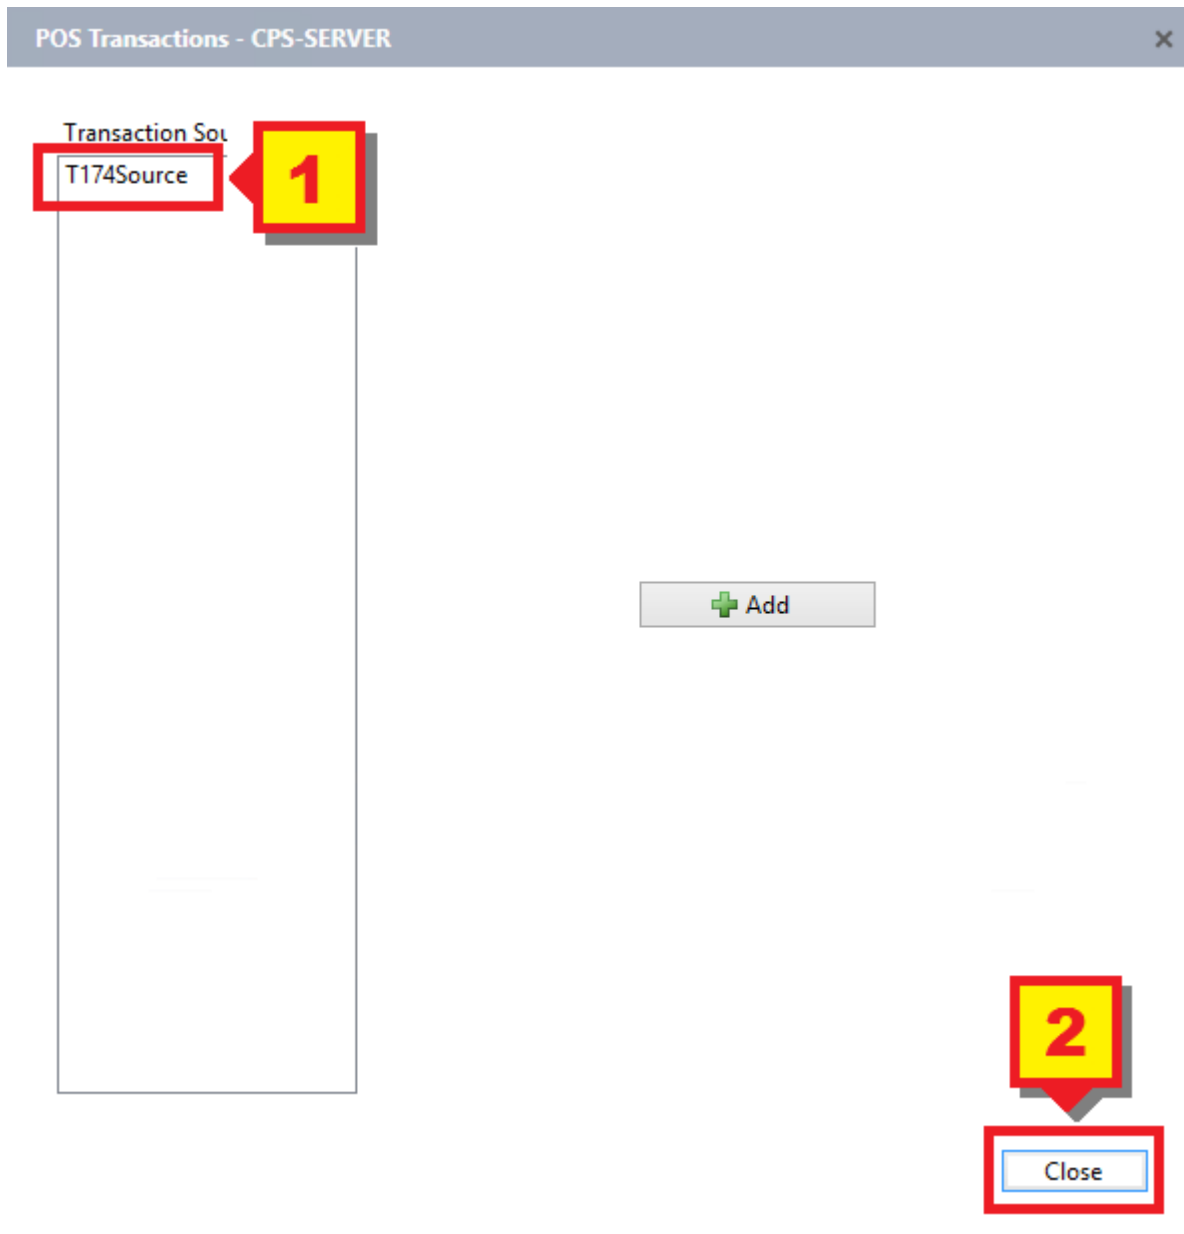 POS Transactions - CPS-SERVER
Transaction Sou
T174Source
1
Add
2
Close